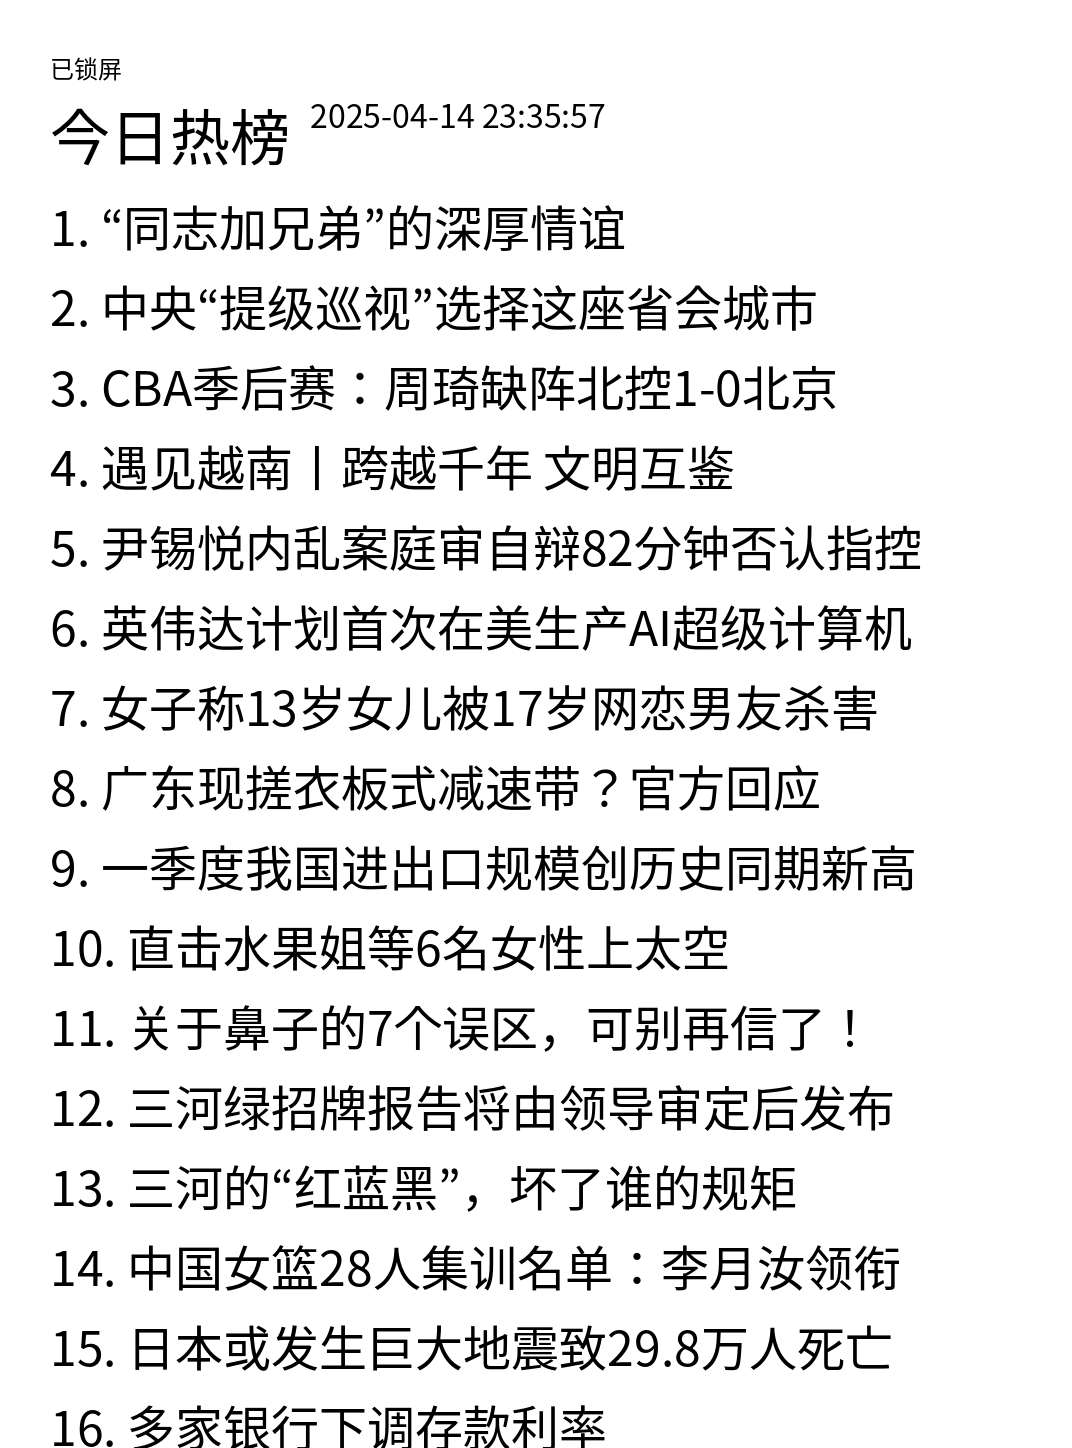 已锁屏
今日热榜 2025-04-14 23:35:57
1. “同志加兄弟”的深厚情谊
2. 中央“提级巡视”选择这座省会城市
3. CBA季后赛：周琦缺阵北控1-0北京
4. 遇见越南丨跨越千年 文明互鉴
5. 尹锡悦内乱案庭审自辩82分钟否认指控
6. 英伟达计划首次在美生产AI超级计算机
7. 女子称13岁女儿被17岁网恋男友杀害
8. 广东现搓衣板式减速带？官方回应
9. 一季度我国进出口规模创历史同期新高
10. 直击水果姐等6名女性上太空
11. 关于鼻子的7个误区，可别再信了！
12. 三河绿招牌报告将由领导审定后发布
13. 三河的“红蓝黑”，坏了谁的规矩
14. 中国女篮28人集训名单：李月汝领衔
15. 日本或发生巨大地震致29.8万人死亡
16. 多家银行下调存款利率